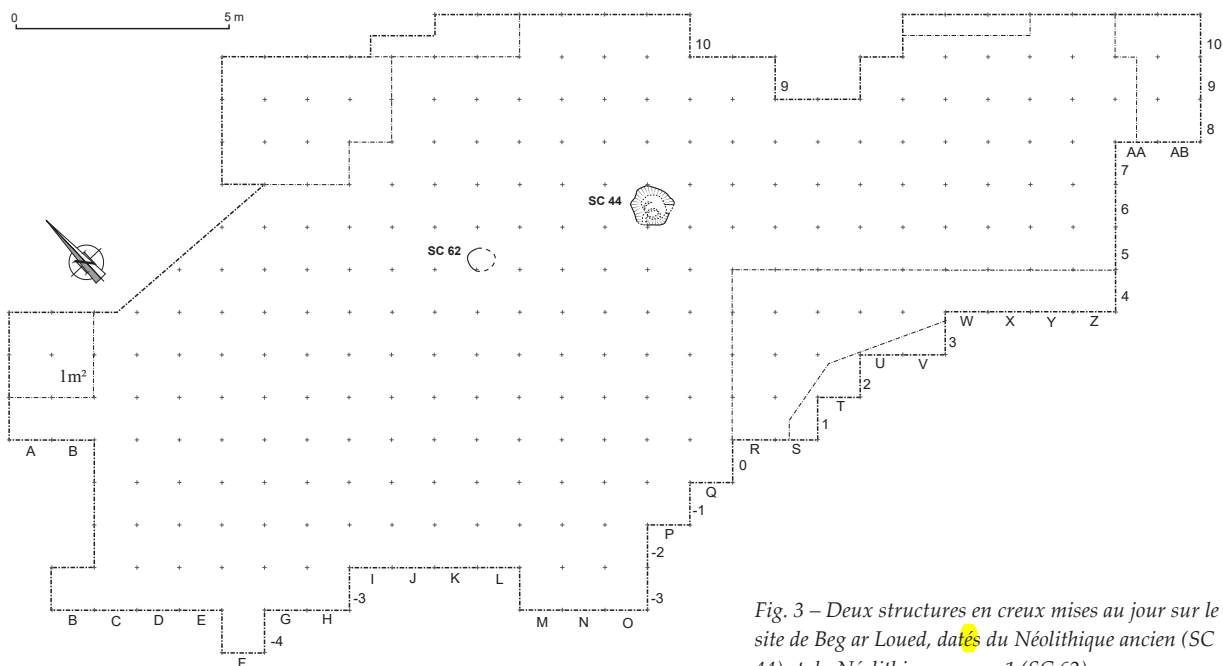 0
5 m
10
10
9
9
8
AA
AB
7
SC 44
6
SC 62
5
4
W
X
Y
Z
3
U
V
1m²
2
T
1
A
B
R
S
0
Q
-1
P
-2
I
J
K
L
-3
-3
B
C
D
E
G
H
M
N
O
-4
Fig. 3 – Deux structures en creux mises au jour sur le
site de Beg ar Loued, datés du Néolithique ancien (SC